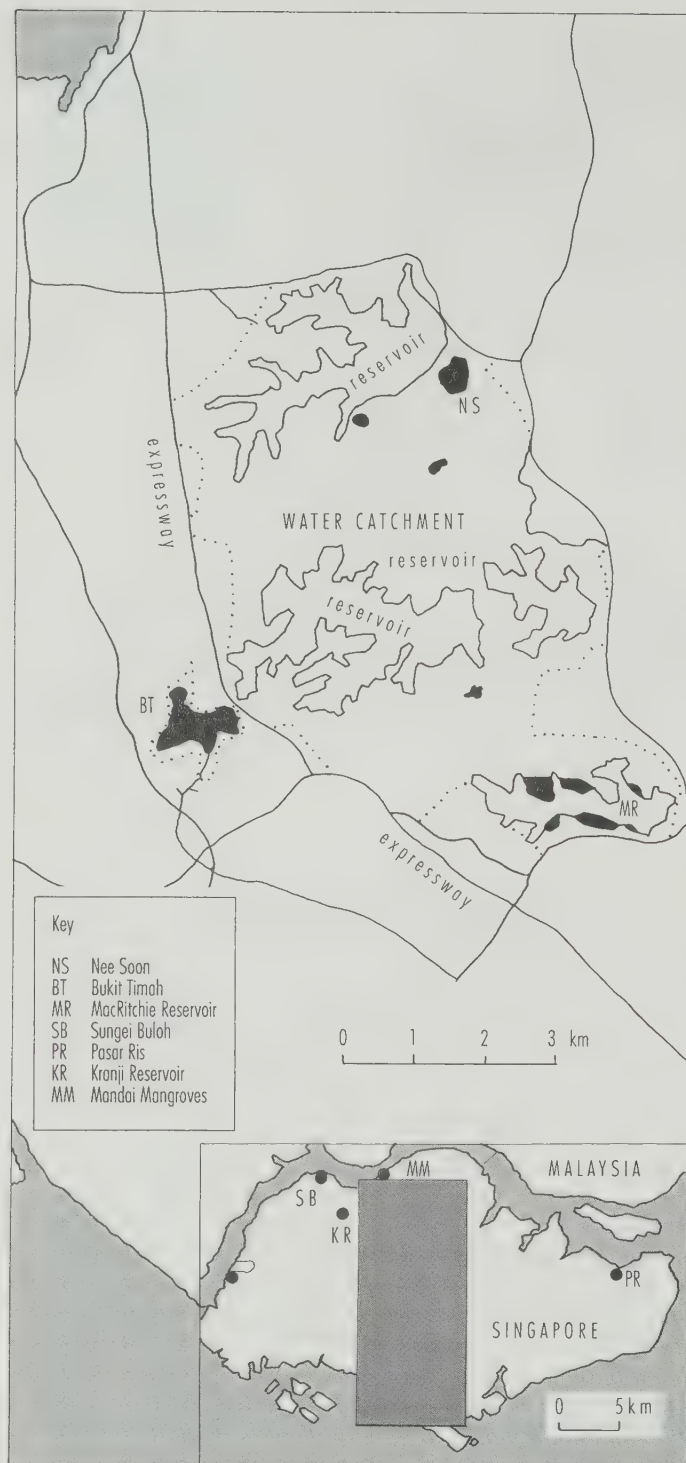 reservoir
NS
expressway
WATER CATCHMENT
reservoir
reservoir
BT
MR
expressway
Key
NS Nee Soon
BT Bukit Timah
MR MacRitchie Reservoir
SB Sungei Buloh
PR Pasar Ris
KR Kranji Reservoir
MM Mandai Mangroves
0 1 2 3 km
MM
MALAYSIA
SB
KR
PR
SINGAPORE
0 5km